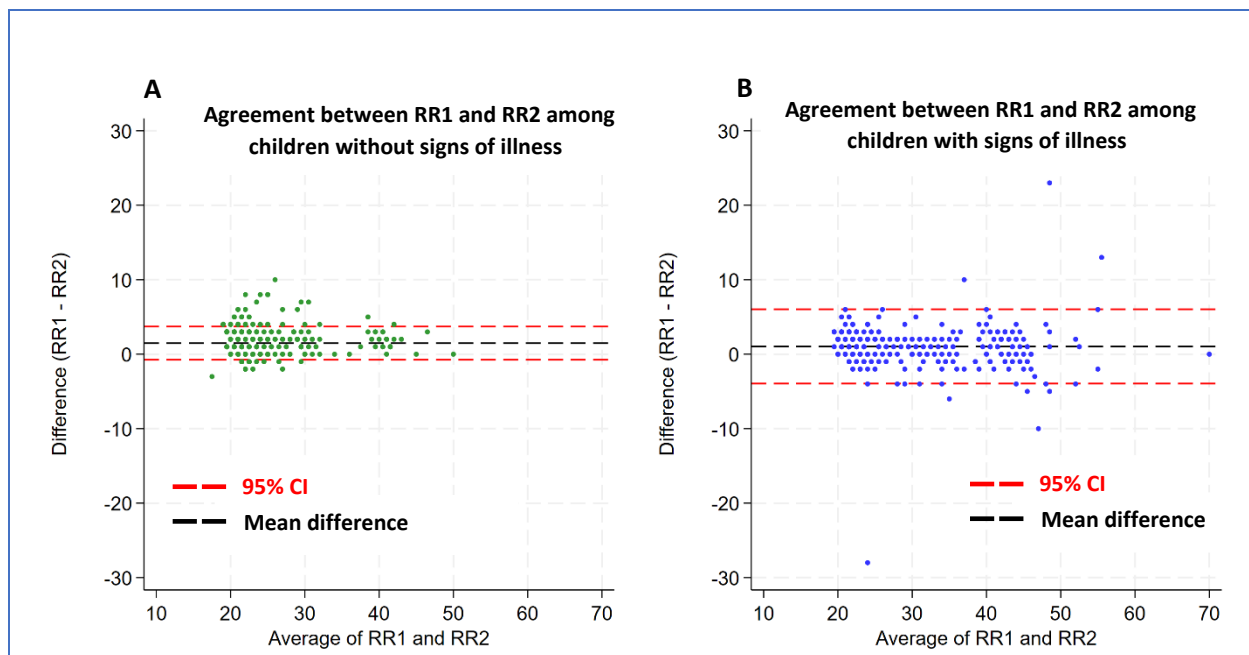 A
Agreement between RR1 and RR2 among
children without signs of illness
30
20
10
0
-10
-20
-30
Difference (RR1 - RR2)
95% CI
Mean difference
10 20 30 40 50 60 70
Average of RR1 and RR2
B
Agreement between RR1 and RR2 among
children with signs of illness
30
20
10
0
-10
-20
-30
Difference (RR1 - RR2)
95% CI
Mean difference
10 20 30 40 50 60 70
Average of RR1 and RR2